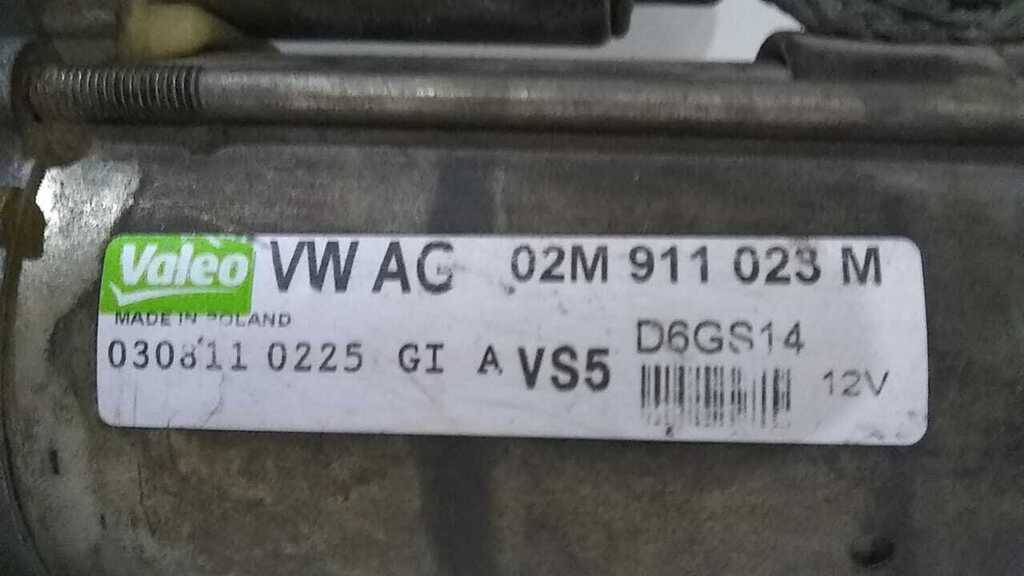 Valeo VW AG 02M 911 023 M
MADE IN POLAND
D6GS14
030811 0225 GI A VS5
12V